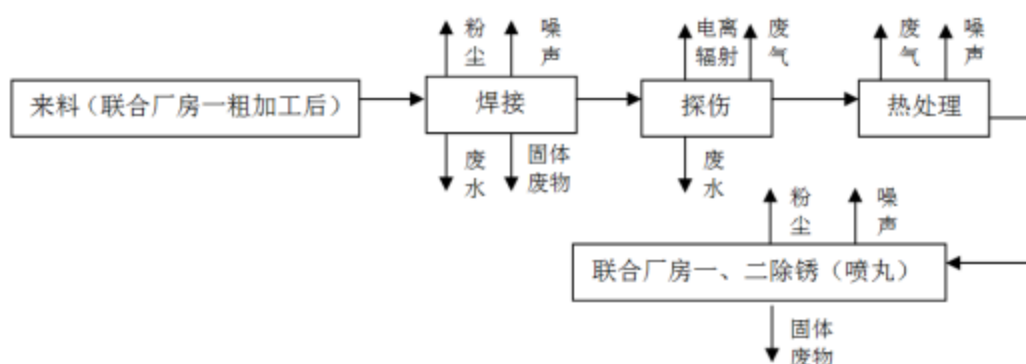 粉尘
噪声
电离辐射
废气
废气
噪声
来料（联合厂房一粗加工后）
焊接
探伤
热处理
废水
固体废物
废水
粉尘
噪声
联合厂房一、二除锈（喷丸）
固体废物